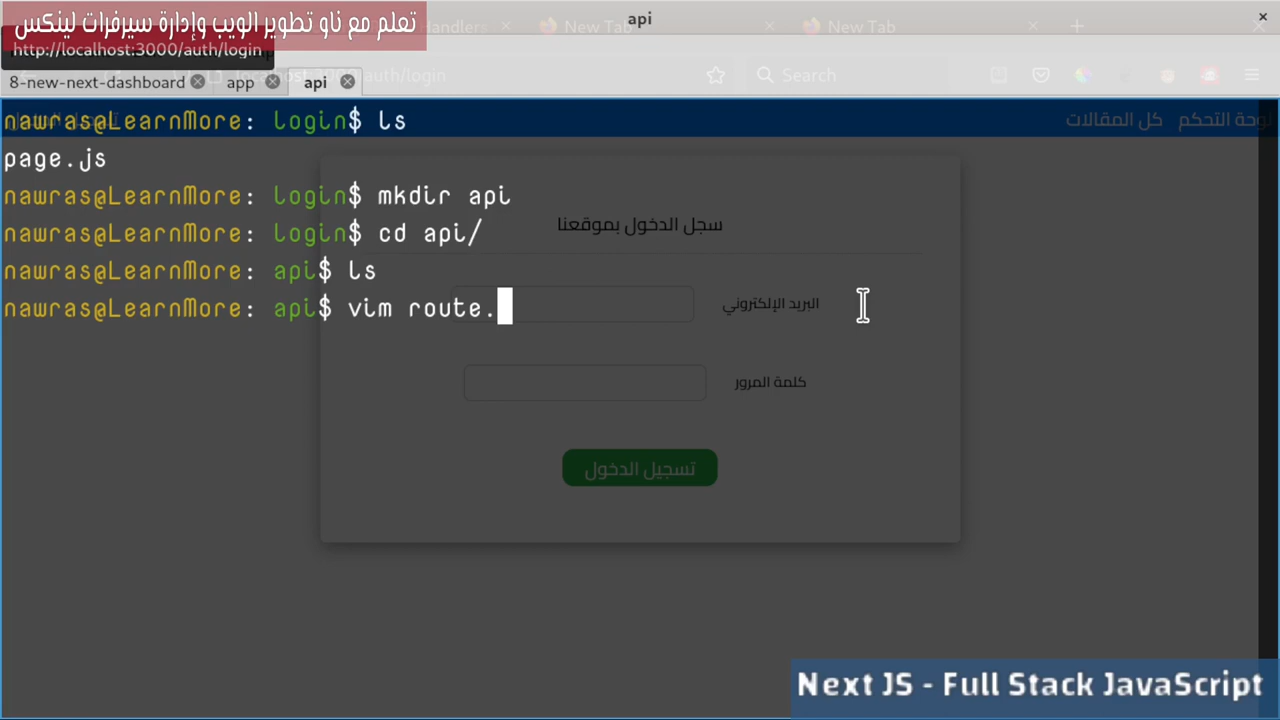 api
تعلم مع ناو تطوير الويب وإدارة سيرفرات لينكس
Handlers
New Tab
New Tab
http://localhost:3000/auth/login
auth/login
Search
8-new-next-dashboard
app
api
لوحة التحكم
كل المقالات
nawras@LearnMore: login$ ls
page.js
nawras@LearnMore: login$ mkdir api
nawras@LearnMore: login$ cd api/
nawras@LearnMore: api$ ls
nawras@LearnMore: api$ vim route.
سجل الدخول بموقعنا
البريد الإلكتروني
كلمة المرور
تسجيل الدخول
Next JS - Full Stack JavaScript